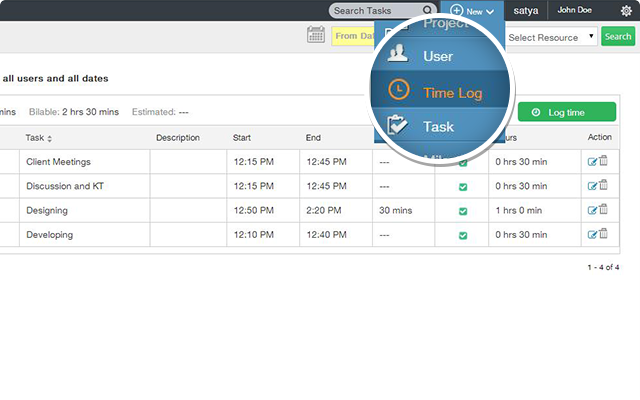 Search Tasks New satya John Doe
Project
From Dat Select Resource Search
User
all users and all dates
Time Log
mins Bilable: 2 hrs 30 mins Estimated: --- Log time
Task
Task Description Start End urs Action
Client Meetings 12:15 PM 12:45 PM --- 0 hrs 30 min
Discussion and KT 12:15 PM 12:45 PM --- 0 hrs 30 min
Designing 12:50 PM 2:20 PM 30 mins 1 hrs 0 min
Developing 12:10 PM 12:40 PM --- 0 hrs 30 min
1 - 4 of 4